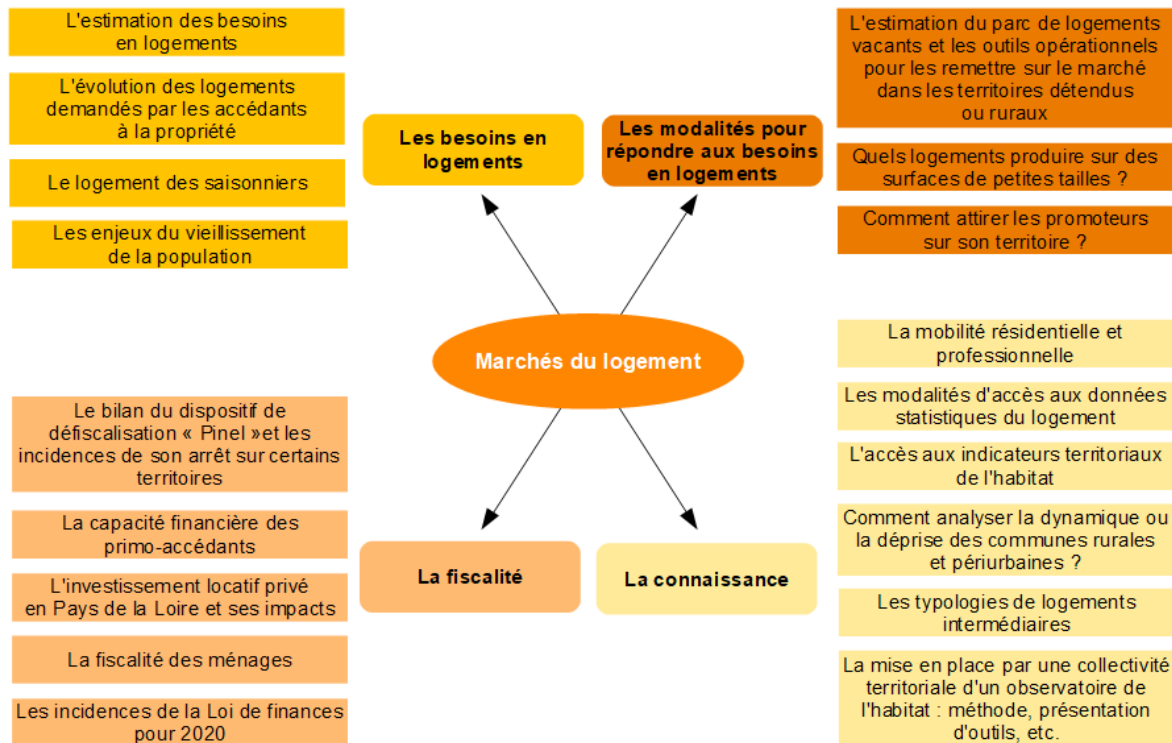 L'estimation des besoins
en logements
L'évolution des logements
demandés par les accédants
à la propriété
Le logement des saisonniers
Les enjeux du vieillissement
de la population
Les besoins en
logements
Les modalités pour
répondre aux besoins
en logements
L'estimation du parc de logements
vacants et les outils opérationnels
pour les remettre sur le marché
dans les territoires détendus
ou ruraux
Quels logements produire sur des
surfaces de petites tailles ?
Comment attirer les promoteurs
sur son territoire ?
Marchés du logement
Le bilan du dispositif de
défiscalisation « Pinel »et les
incidences de son arrêt sur certains
territoires
La capacité financière des
primo-accédants
L'investissement locatif privé
en Pays de la Loire et ses impacts
La fiscalité des ménages
Les incidences de la Loi de finances
pour 2020
La fiscalité
La connaissance
La mobilité résidentielle et
professionnelle
Les modalités d'accès aux données
statistiques du logement
L'accès aux indicateurs territoriaux
de l'habitat
Comment analyser la dynamique ou
la déprise des communes rurales
et périurbaines ?
Les typologies de logements
intermédiaires
La mise en place par une collectivité
territoriale d'un observatoire de
l'habitat : méthode, présentation
d'outils, etc.